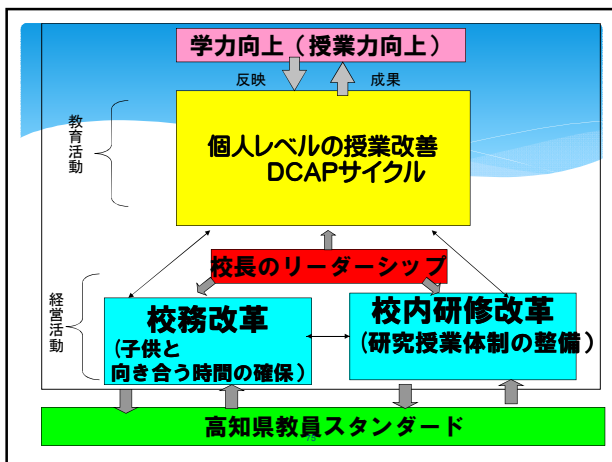 学力向上（授業力向上）
反映
成果
教育活動
個人レベルの授業改善
DCAPサイクル
校長のリーダーシップ
経営活動
校務改革
(子供と
向き合う時間の確保）
校内研修改革
(研究授業体制の整備）
高知県教員スタンダード
75